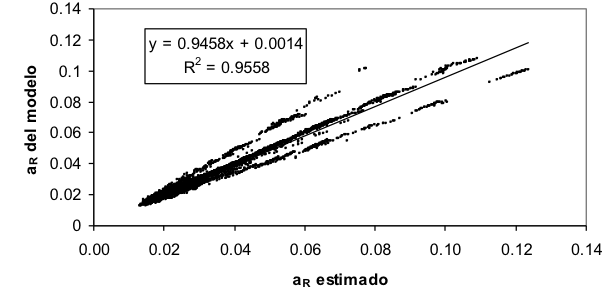 0.14
0.12
0.1
0.08
0.06
0.04
0.02
0
a_R del modelo
y = 0.9458x + 0.0014
R² = 0.9558
0.00 0.02 0.04 0.06 0.08 0.10 0.12 0.14
a_R estimado